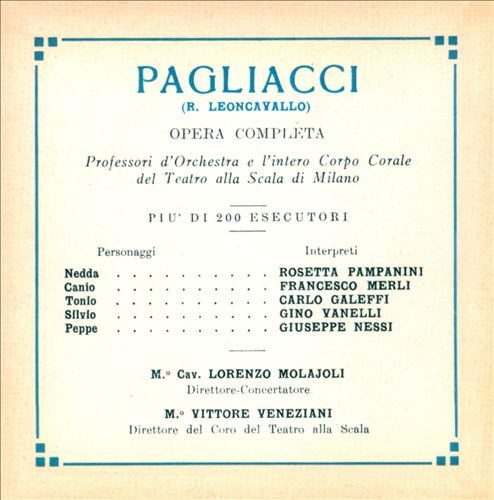 PAGLIACCI
(R. LEONCAVALLO)
OPERA COMPLETA
Professori d'Orchestra e l'intero Corpo Corale
del Teatro alla Scala di Milano
PIU' DI 200 ESECUTORI
Personaggi Interpreti
Nedda . . . . . . . . . . ROSETTA PAMPANINI
Canio . . . . . . . . . . FRANCESCO MERLI
Tonio . . . . . . . . . . CARLO GALEFFI
Silvio . . . . . . . . . . GINO VANELLI
Peppe . . . . . . . . . . GIUSEPPE NESSI
M.o Cav. LORENZO MOLAJOLI
Direttore-Concertatore
M.o VITTORE VENEZIANI
Direttore del Coro del Teatro alla Scala